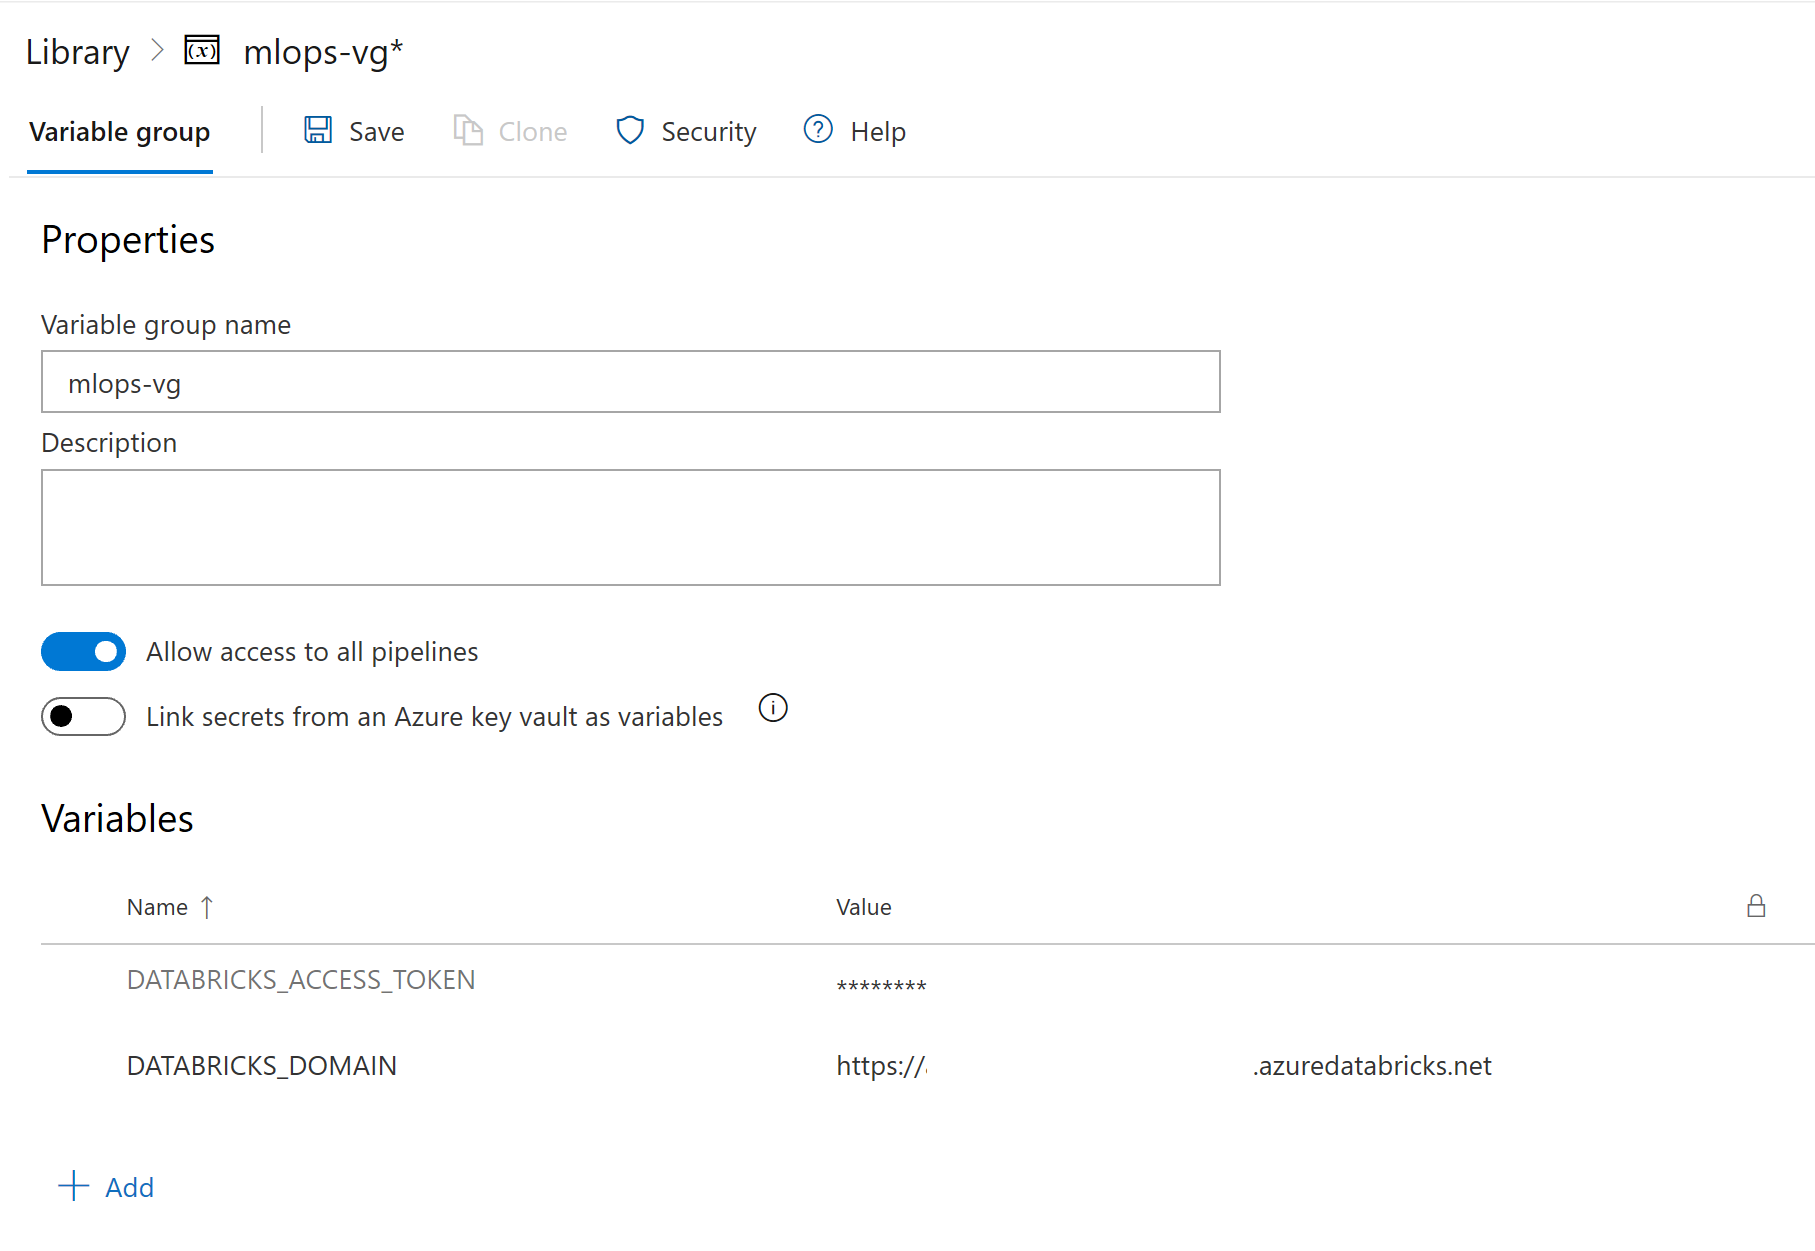 Library > (x) mlops-vg*
Variable group Save Clone Security Help
Properties
Variable group name
mlops-vg
Description
Allow access to all pipelines
Link secrets from an Azure key vault as variables
Variables
Name ↑ Value
DATABRICKS_ACCESS_TOKEN ********
DATABRICKS_DOMAIN https:// .azuredatabricks.net
+ Add